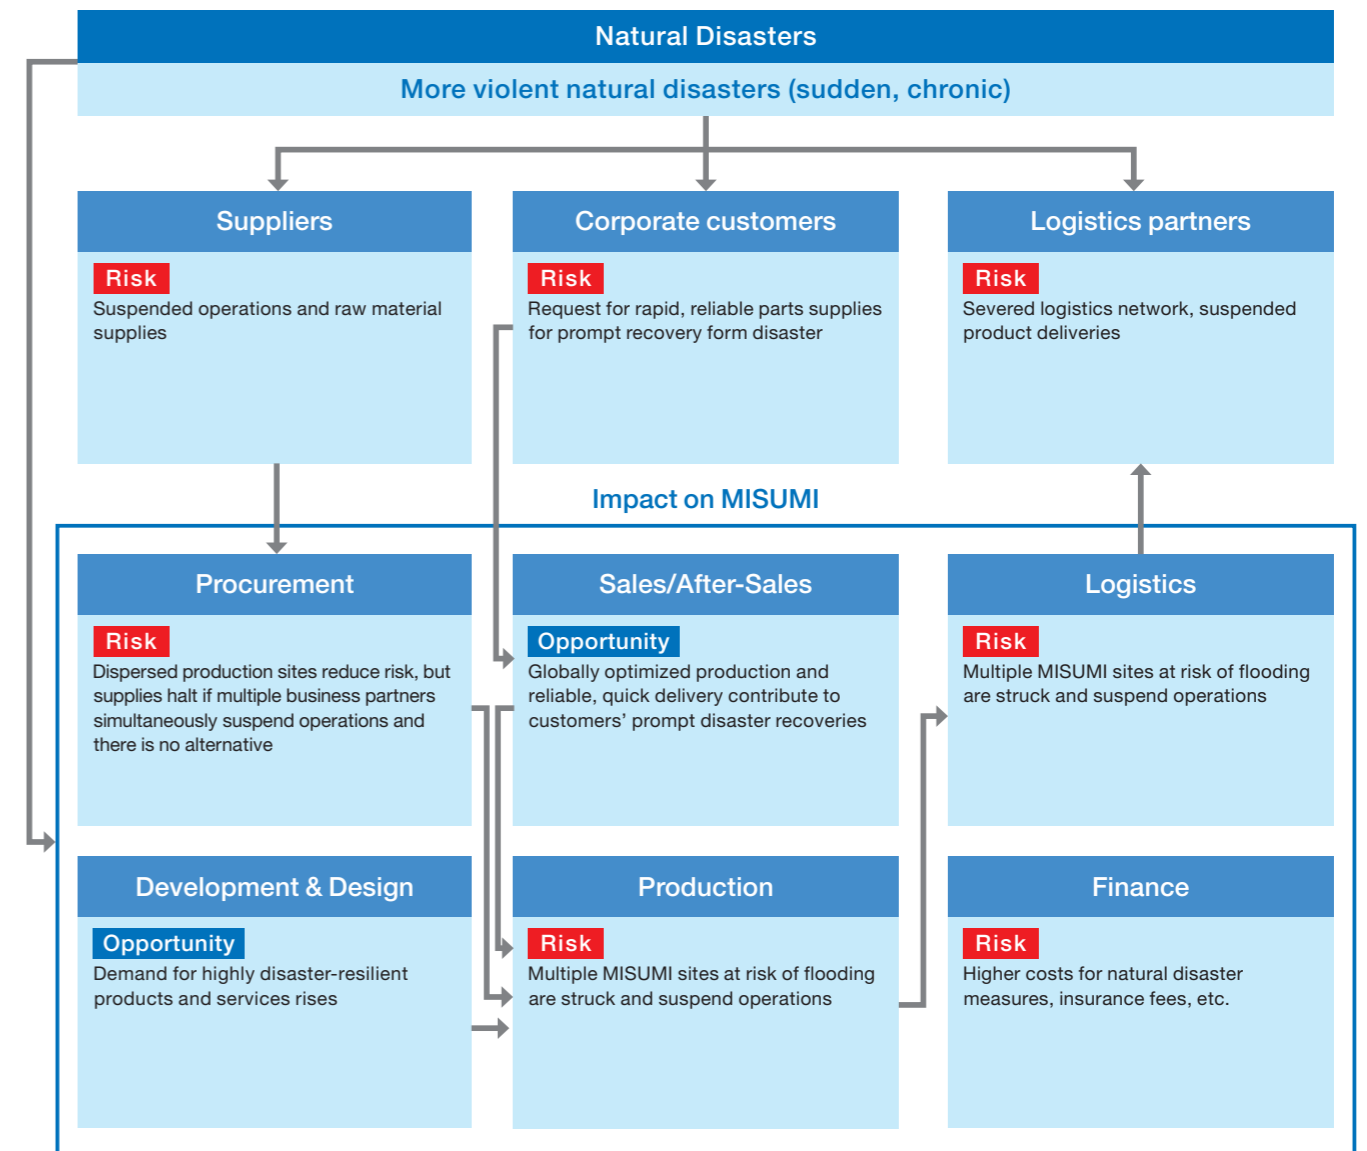 Natural Disasters
More violent natural disasters (sudden, chronic)
Suppliers
Risk
Suspended operations and raw material
supplies
Corporate customers
Risk
Request for rapid, reliable parts supplies
for prompt recovery form disaster
Logistics partners
Risk
Severed logistics network, suspended
product deliveries
Impact on MISUMI
Procurement
Risk
Dispersed production sites reduce risk, but
supplies halt if multiple business partners
simultaneously suspend operations and
there is no alternative
Sales/After-Sales
Opportunity
Globally optimized production and
reliable, quick delivery contribute to
customers’ prompt disaster recoveries
Logistics
Risk
Multiple MISUMI sites at risk of flooding
are struck and suspend operations
Development & Design
Opportunity
Demand for highly disaster-resilient
products and services rises
Production
Risk
Multiple MISUMI sites at risk of flooding
are struck and suspend operations
Finance
Risk
Higher costs for natural disaster
measures, insurance fees, etc.